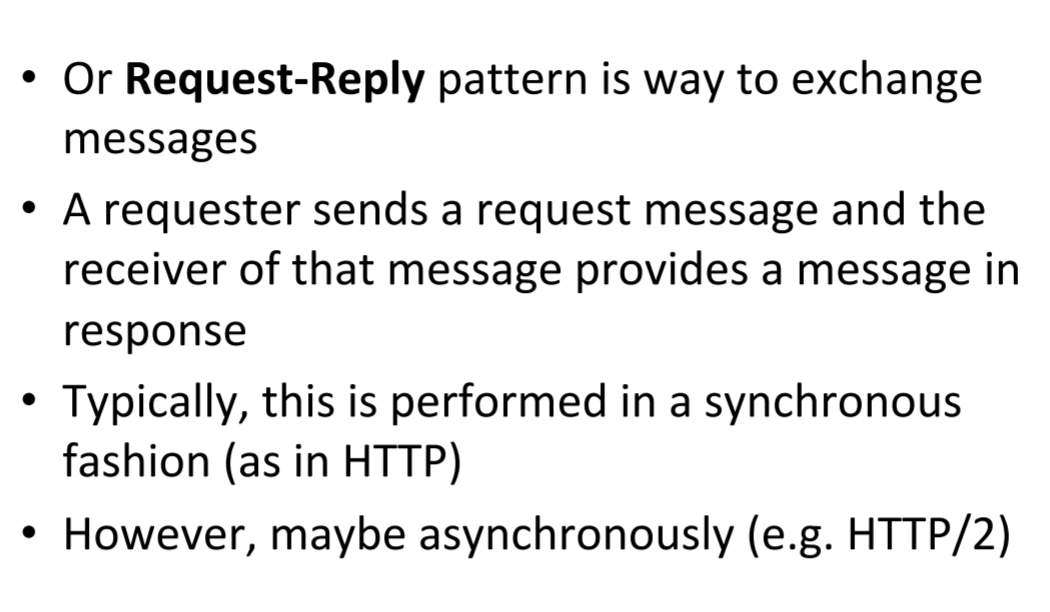 • Or Request-Reply pattern is way to exchange
messages
• A requester sends a request message and the
receiver of that message provides a message in
response
• Typically, this is performed in a synchronous
fashion (as in HTTP)
• However, maybe asynchronously (e.g. HTTP/2)